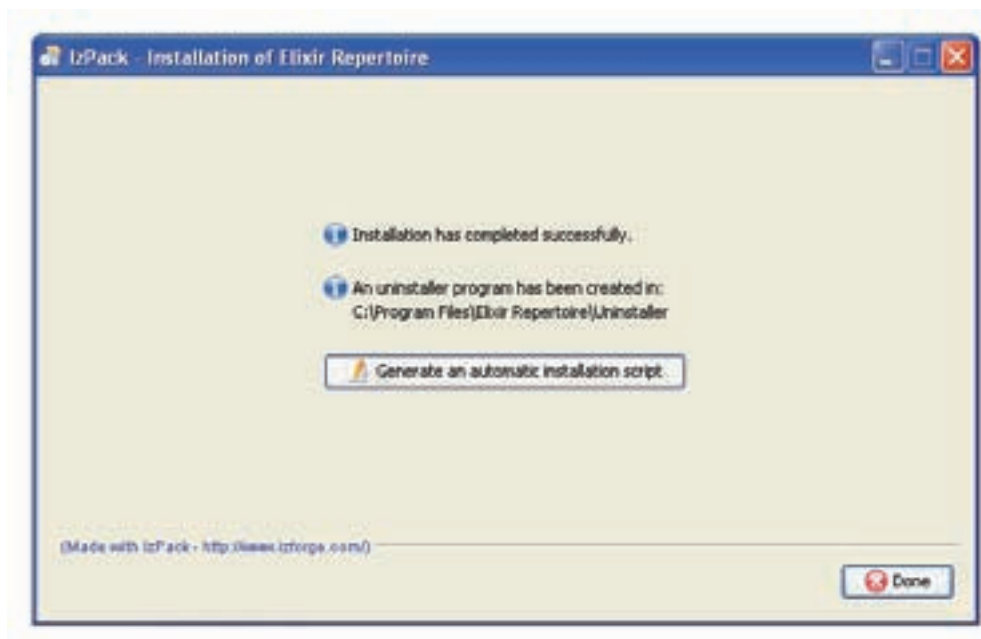 IzPack - Installation of Elixir Repertoire
Installation has completed successfully.
An uninstaller program has been created in:
C:\Program Files\Elixir Repertoire\Uninstaller
Generate an automatic installation script
(Made with IzPack - http://www.izforge.com/)
Done